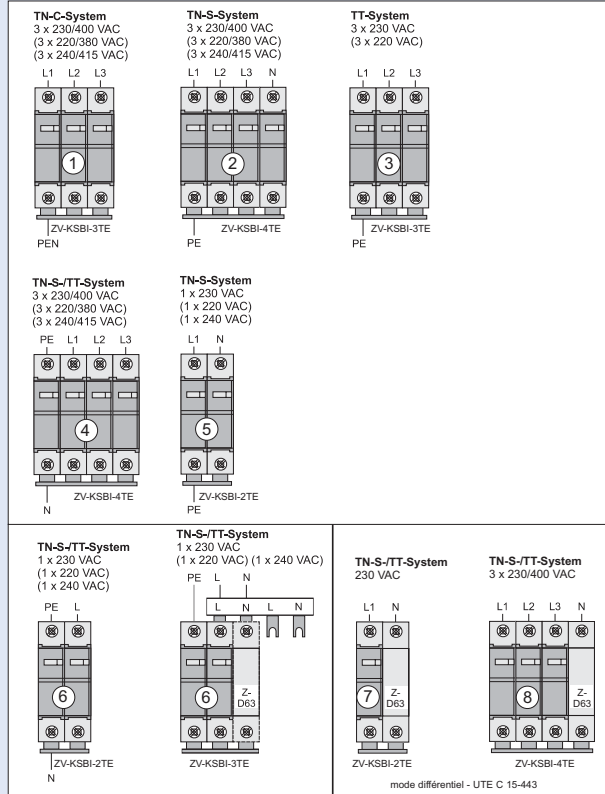 TN-C-System
3 x 230/400 VAC
(3 x 220/380 VAC)
(3 x 240/415 VAC)
L1 L2 L3
1
ZV-KSBI-3TE
PEN
TN-S-System
3 x 230/400 VAC
(3 x 220/380 VAC)
(3 x 240/415 VAC)
L1 L2 L3 N
2
ZV-KSBI-4TE
PE
TT-System
3 x 230 VAC
(3 x 220 VAC)
L1 L2 L3
3
ZV-KSBI-3TE
PE
TN-S-/TT-System
3 x 230/400 VAC
(3 x 220/380 VAC)
(3 x 240/415 VAC)
PE L1 L2 L3
4
ZV-KSBI-4TE
N
TN-S-System
1 x 230 VAC
(1 x 220 VAC)
(1 x 240 VAC)
L1 N
5
ZV-KSBI-2TE
PE
TN-S-/TT-System
1 x 230 VAC
(1 x 220 VAC)
(1 x 240 VAC)
PE L
6
ZV-KSBI-2TE
N
TN-S-/TT-System
1 x 230 VAC
(1 x 220 VAC) (1 x 240 VAC)
PE L N
L N L N
6
Z-
D63
ZV-KSBI-3TE
TN-S-/TT-System
230 VAC
L1 N
7
Z-
D63
ZV-KSBI-2TE
TN-S-/TT-System
3 x 230/400 VAC
L1 L2 L3 N
8
Z-
D63
ZV-KSBI-4TE
mode différentiel - UTE C 15-443